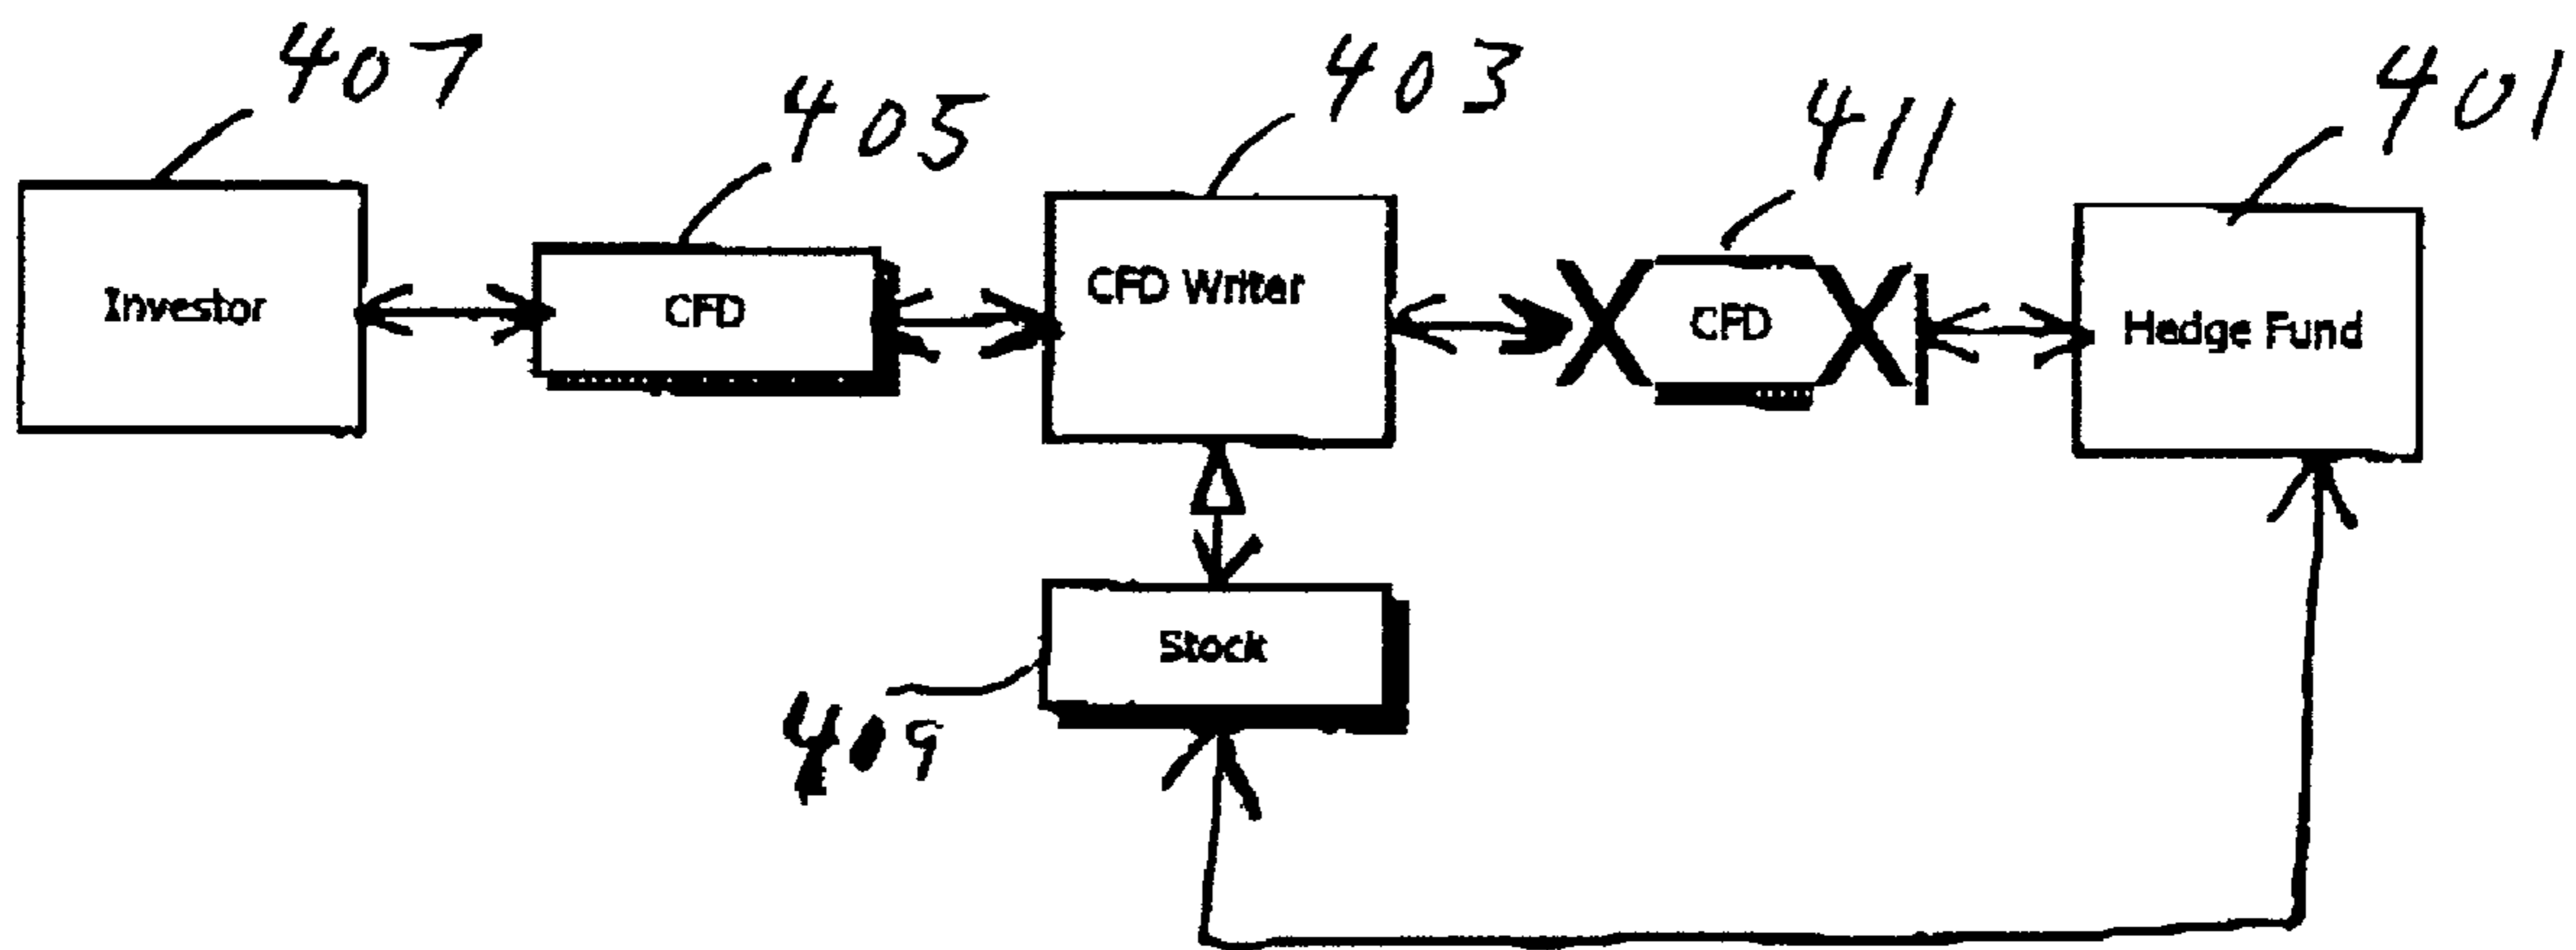 407
405
403
411
401
Investor
CFD
CFD Writer
CFD
Hedge Fund
Stock
409